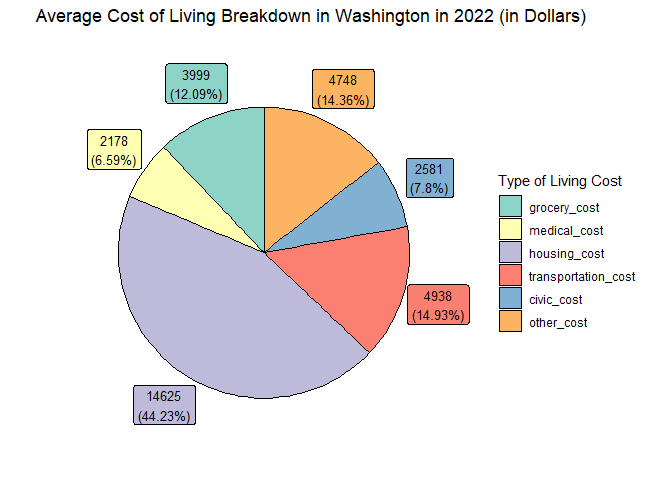 Average Cost of Living Breakdown in Washington in 2022 (in Dollars)
3999
(12.09%)
4748
(14.36%)
2178
(6.59%)
2581
(7.8%)
4938
(14.93%)
14625
(44.23%)
Type of Living Cost
grocery_cost
medical_cost
housing_cost
transportation_cost
civic_cost
other_cost